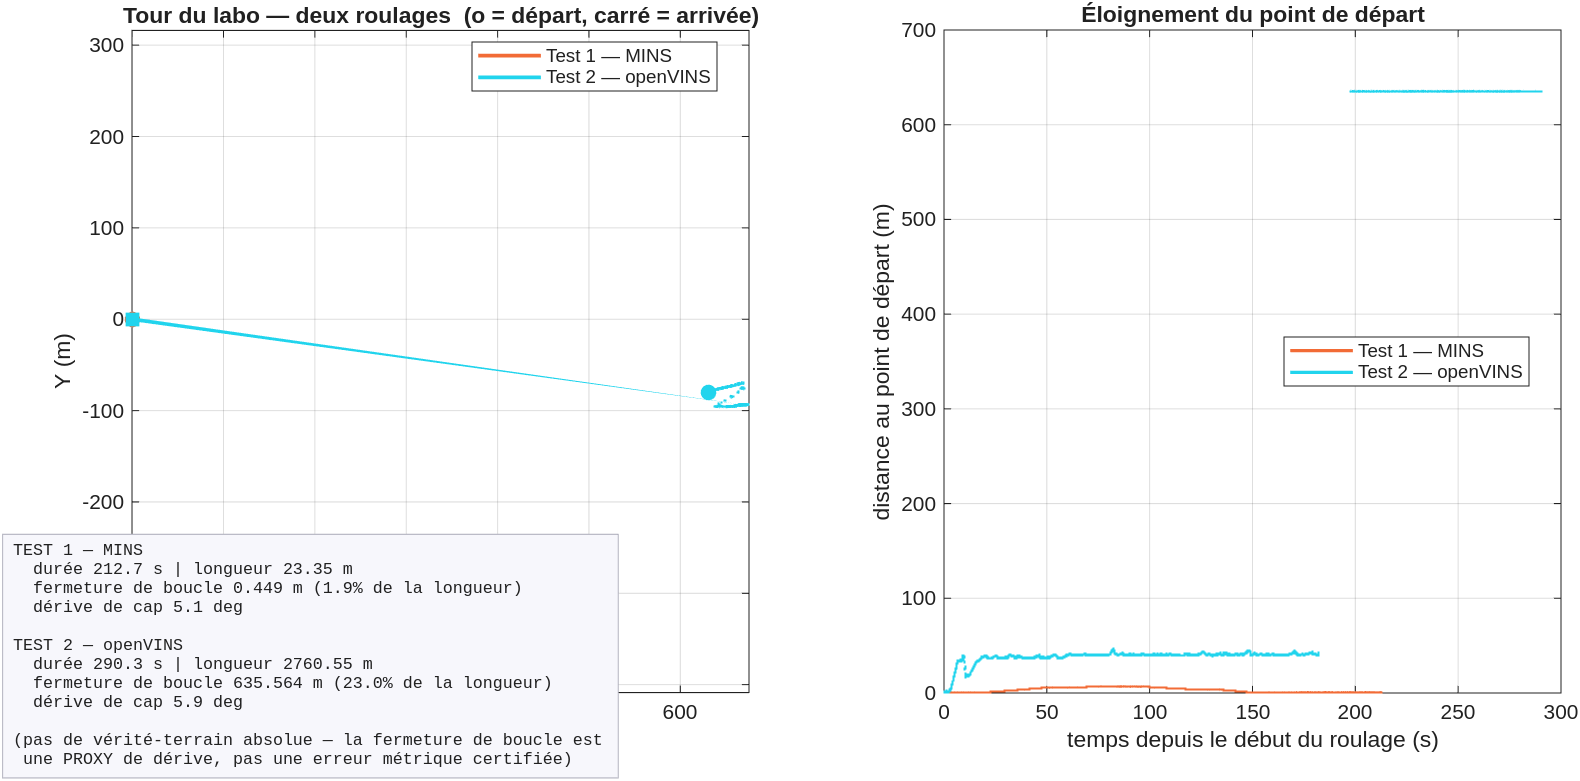 Tour du labo — deux roulages  (o = départ, carré = arrivée)
300
200
100
0
-100
-200
600
Y (m)
Test 1 — MINS
Test 2 — openVINS
TEST 1 — MINS
durée 212.7 s | longueur 23.35 m
fermeture de boucle 0.449 m (1.9% de la longueur)
dérive de cap 5.1 deg
TEST 2 — openVINS
durée 290.3 s | longueur 2760.55 m
fermeture de boucle 635.564 m (23.0% de la longueur)
dérive de cap 5.9 deg
(pas de vérité-terrain absolue — la fermeture de boucle est
une PROXY de dérive, pas une erreur métrique certifiée)
Éloignement du point de départ
700
600
500
400
300
200
100
0
distance au point de départ (m)
Test 1 — MINS
Test 2 — openVINS
0 50 100 150 200 250 300
temps depuis le début du roulage (s)